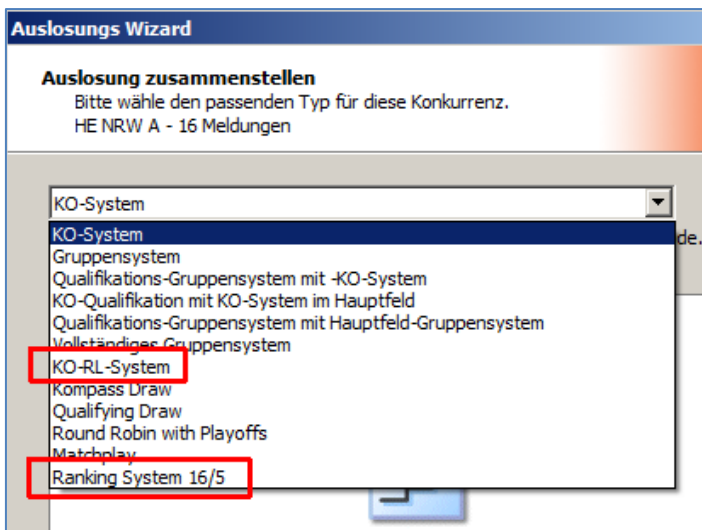 Auslosungs Wizard
Auslosung zusammenstellen
Bitte wähle den passenden Typ für diese Konkurrenz.
HE NRW A - 16 Meldungen
KO-System
KO-System
de.
Gruppensystem
Qualifikations-Gruppensystem mit -KO-System
KO-Qualifikation mit KO-System im Hauptfeld
Qualifikations-Gruppensystem mit Hauptfeld-Gruppensystem
Vollständiges Gruppensystem
KO-RL-System
Kompass Draw
Qualifying Draw
Round Robin with Playoffs
Matchplay
Ranking System 16/5